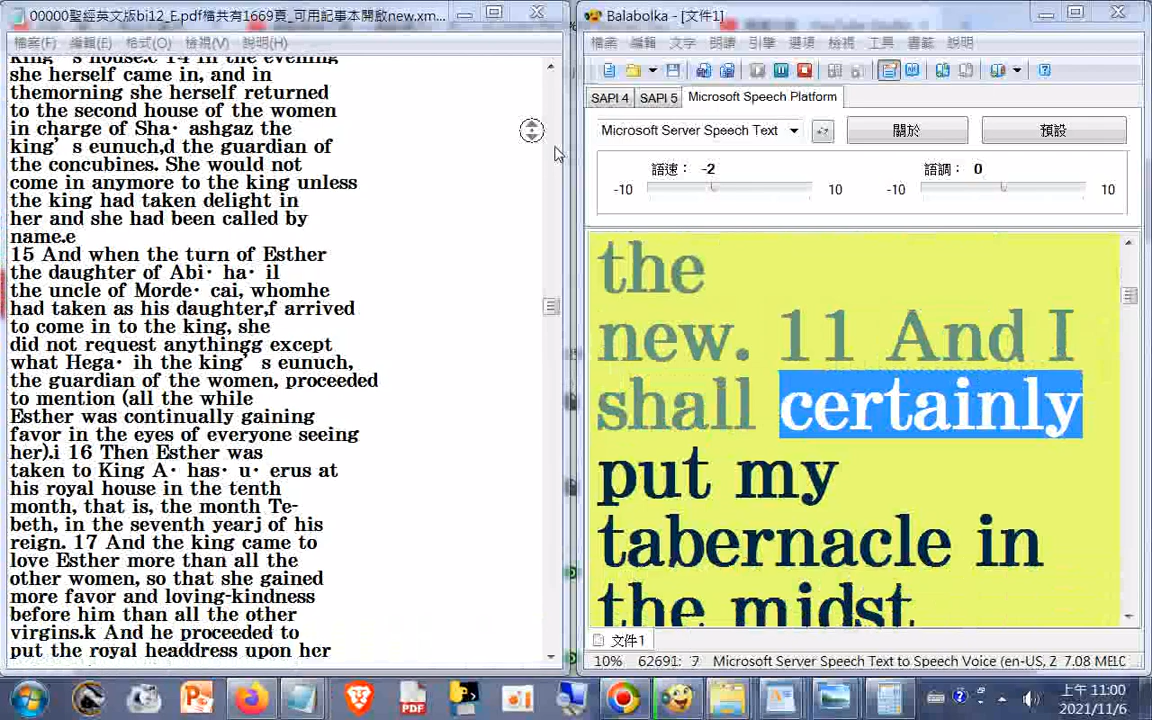 00000聖經英文版bi12_E.pdf檔共有1669頁_可用記事本開啟new.xm...
檔案(F) 編輯(E) 格式(O) 檢視(V) 說明(H)
king's house.c 14 In the evening
she herself came in, and in
themorning she herself returned
to the second house of the women
in charge of Sha·ashgaz the
king's eunuch,d the guardian of
the concubines. She would not
come in anymore to the king unless
the king had taken delight in
her and she had been called by
name.e
15 And when the turn of Esther
the daughter of Abi·ha·il
the uncle of Morde·cai, whomhe
had taken as his daughter,f arrived
to come in to the king, she
did not request anythingg except
what Hega·ih the king's eunuch,
the guardian of the women, proceeded
to mention (all the while
Esther was continually gaining
favor in the eyes of everyone seeing
her).i 16 Then Esther was
taken to King A·has·u·erus at
his royal house in the tenth
month, that is, the month Te-
beth, in the seventh yearj of his
reign. 17 And the king came to
love Esther more than all the
other women, so that she gained
more favor and loving-kindness
before him than all the other
virgins.k And he proceeded to
put the royal headdress upon her
Balabolka - [文件1]
檔案 編輯 文字 朗讀 引擎 選項 檢視 工具 書籤 說明
SAPI 4 SAPI 5 Microsoft Speech Platform
Microsoft Server Speech Text 關於 預設
語速： -2 語調： 0
-10 10 -10 10
the
new. 11 And I
shall certainly
put my
tabernacle in
the midst
文件1
10% 62691: 7 Microsoft Server Speech Text to Speech Voice (en-US, Z 7.08 MELC
上午 11:00
2021/11/6